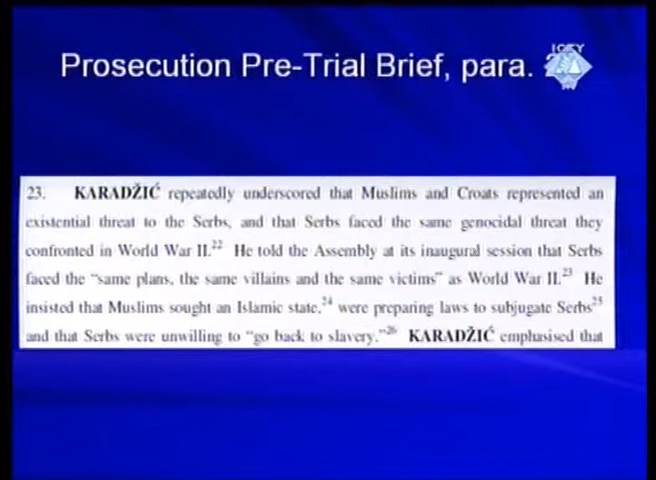 Prosecution Pre-Trial Brief, para.
ICTY
23. KARADŽIĆ repeatedly underscored that Muslims and Croats represented an
existential threat to the Serbs, and that Serbs faced the same genocidal threat they
confronted in World War II.22 He told the Assembly at its inaugural session that Serbs
faced the “same plans, the same villains and the same victims” as World War II.23 He
insisted that Muslims sought an Islamic state,24 were preparing laws to subjugate Serbs25
and that Serbs were unwilling to “go back to slavery.”26 KARADŽIĆ emphasised that